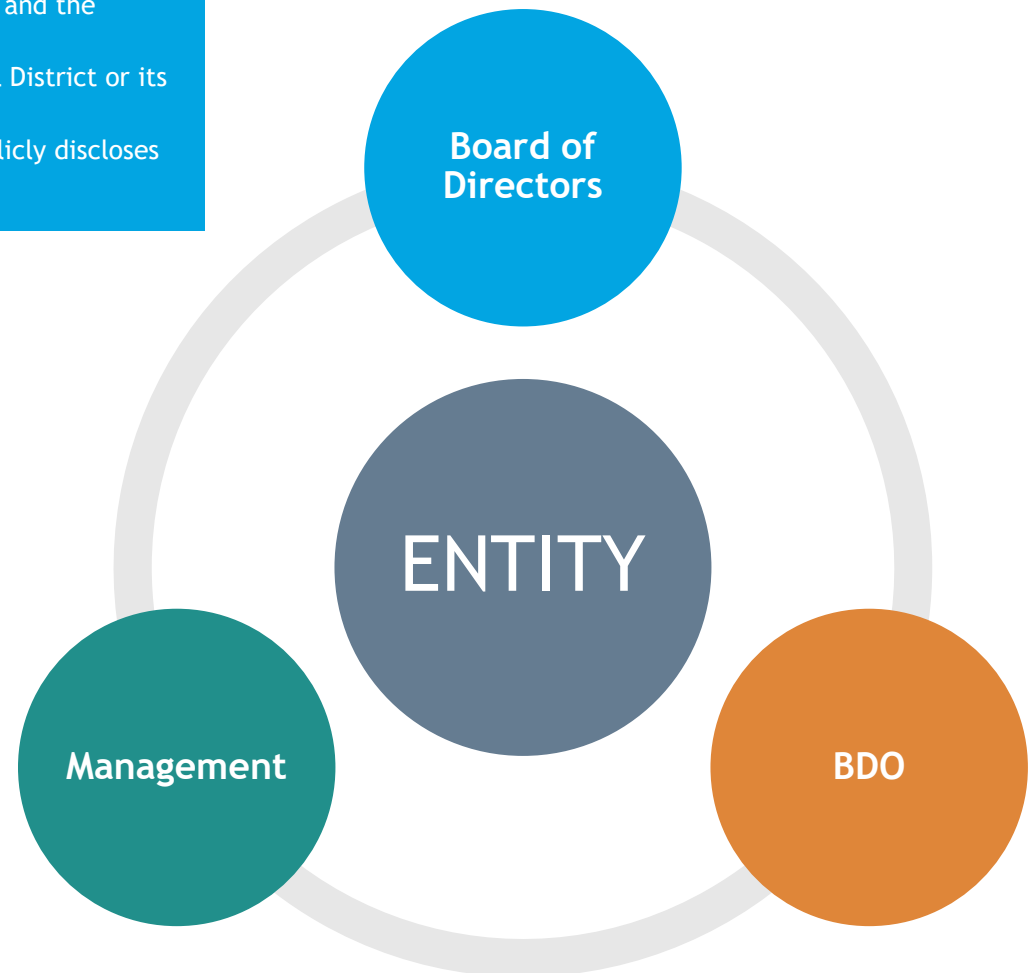 and the
District or its
licly discloses
Board of
Directors
ENTITY
Management
BDO